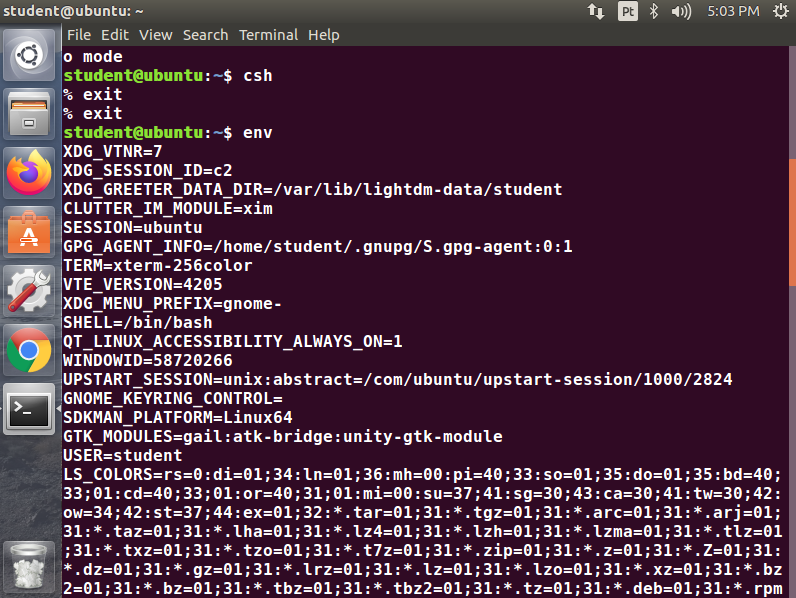 student@ubuntu: ~
Pt
5:03 PM
File Edit View Search Terminal Help
o mode
student@ubuntu:~$ csh
% exit
% exit
student@ubuntu:~$ env
XDG_VTNR=7
XDG_SESSION_ID=c2
XDG_GREETER_DATA_DIR=/var/lib/lightdm-data/student
CLUTTER_IM_MODULE=xim
SESSION=ubuntu
GPG_AGENT_INFO=/home/student/.gnupg/S.gpg-agent:0:1
TERM=xterm-256color
VTE_VERSION=4205
XDG_MENU_PREFIX=gnome-
SHELL=/bin/bash
QT_LINUX_ACCESSIBILITY_ALWAYS_ON=1
WINDOWID=58720266
UPSTART_SESSION=unix:abstract=/com/ubuntu/upstart-session/1000/2824
GNOME_KEYRING_CONTROL=
SDKMAN_PLATFORM=Linux64
GTK_MODULES=gail:atk-bridge:unity-gtk-module
USER=student
LS_COLORS=rs=0:di=01;34:ln=01;36:mh=00:pi=40;33:so=01;35:do=01;35:bd=40;
33;01:cd=40;33;01:or=40;31;01:mi=00:su=37;41:sg=30;43:ca=30;41:tw=30;42:
ow=34;42:st=37;44:ex=01;32:*.tar=01;31:*.tgz=01;31:*.arc=01;31:*.arj=01;
31:*.taz=01;31:*.lha=01;31:*.lz4=01;31:*.lzh=01;31:*.lzma=01;31:*.tlz=01
;31:*.txz=01;31:*.tzo=01;31:*.t7z=01;31:*.zip=01;31:*.z=01;31:*.Z=01;31:
*.dz=01;31:*.gz=01;31:*.lrz=01;31:*.lz=01;31:*.lzo=01;31:*.xz=01;31:*.bz
2=01;31:*.bz=01;31:*.tbz=01;31:*.tbz2=01;31:*.tz=01;31:*.deb=01;31:*.rpm